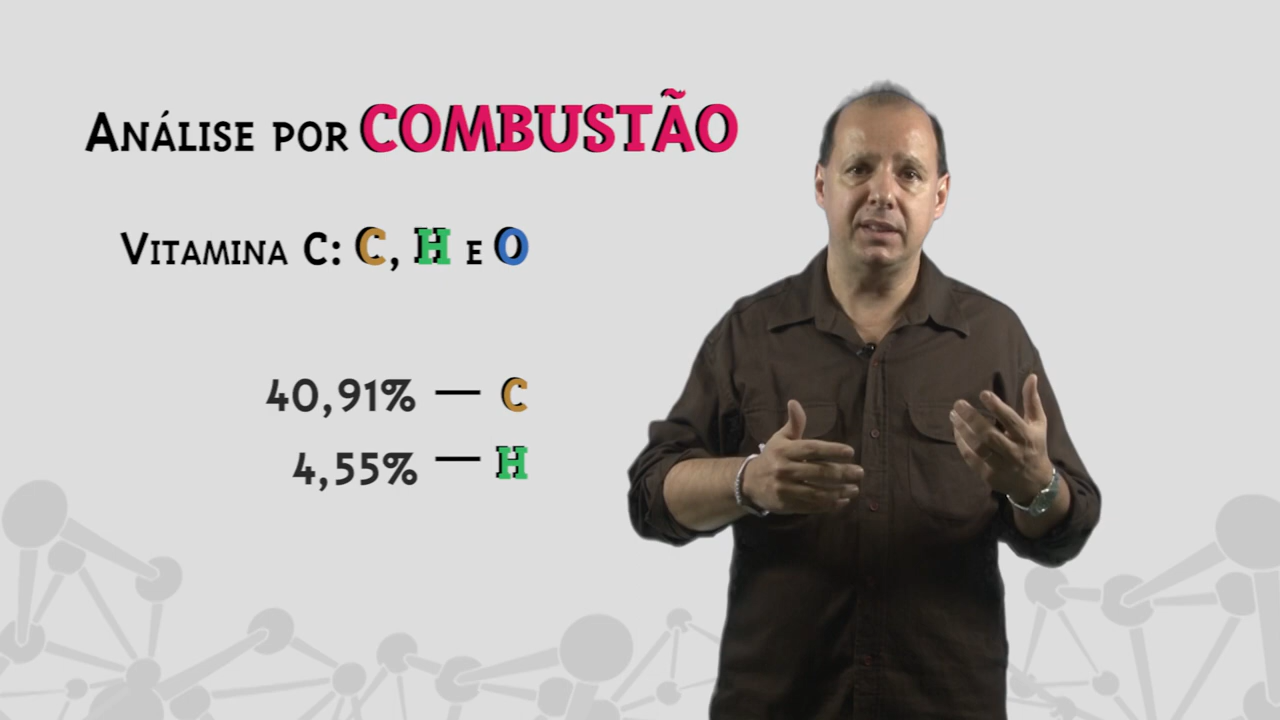 Análise por COMBUSTÃO
Vitamina C: C, H e O
40,91% — C
4,55% — H